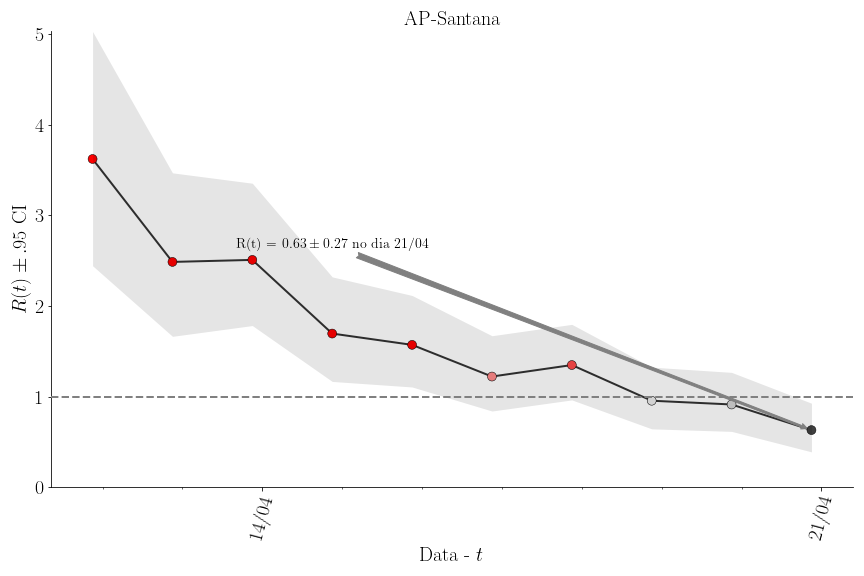 AP-Santana
5
4
3
2
1
0
R(t) ± .95 CI
R(t) = 0.63 ± 0.27 no dia 21/04
14/04
21/04
Data - t